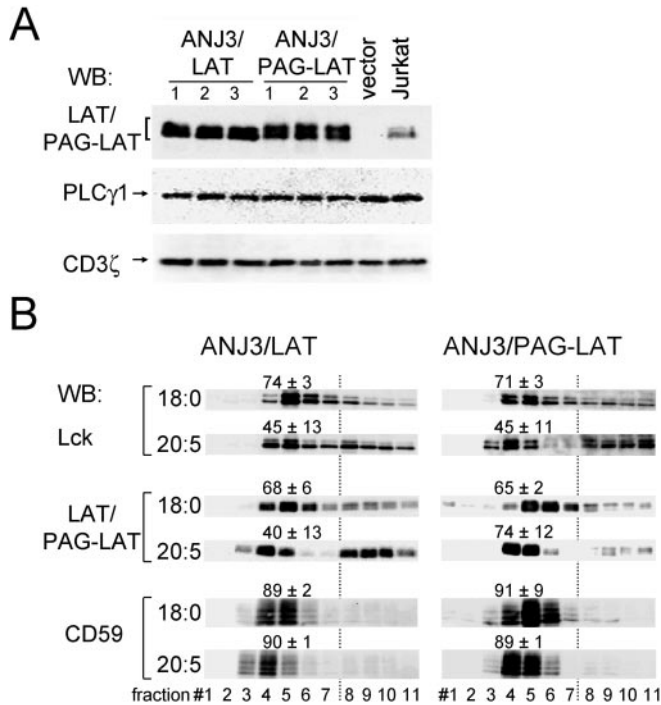 A
ANJ3/ ANJ3/
LAT PAG-LAT vector Jurkat
WB: 1 2 3 1 2 3
LAT/
PAG-LAT
PLCγ1
CD3ζ
B
ANJ3/LAT ANJ3/PAG-LAT
74 ± 3 71 ± 3
WB: 18:0
45 ± 13 45 ± 11
Lck 20:5
68 ± 6 65 ± 2
18:0
LAT/
PAG-LAT
40 ± 13 74 ± 12
20:5
89 ± 2 91 ± 9
18:0
CD59
90 ± 1 89 ± 1
20:5
fraction #1 2 3 4 5 6 7 8 9 10 11 #1 2 3 4 5 6 7 8 9 10 11